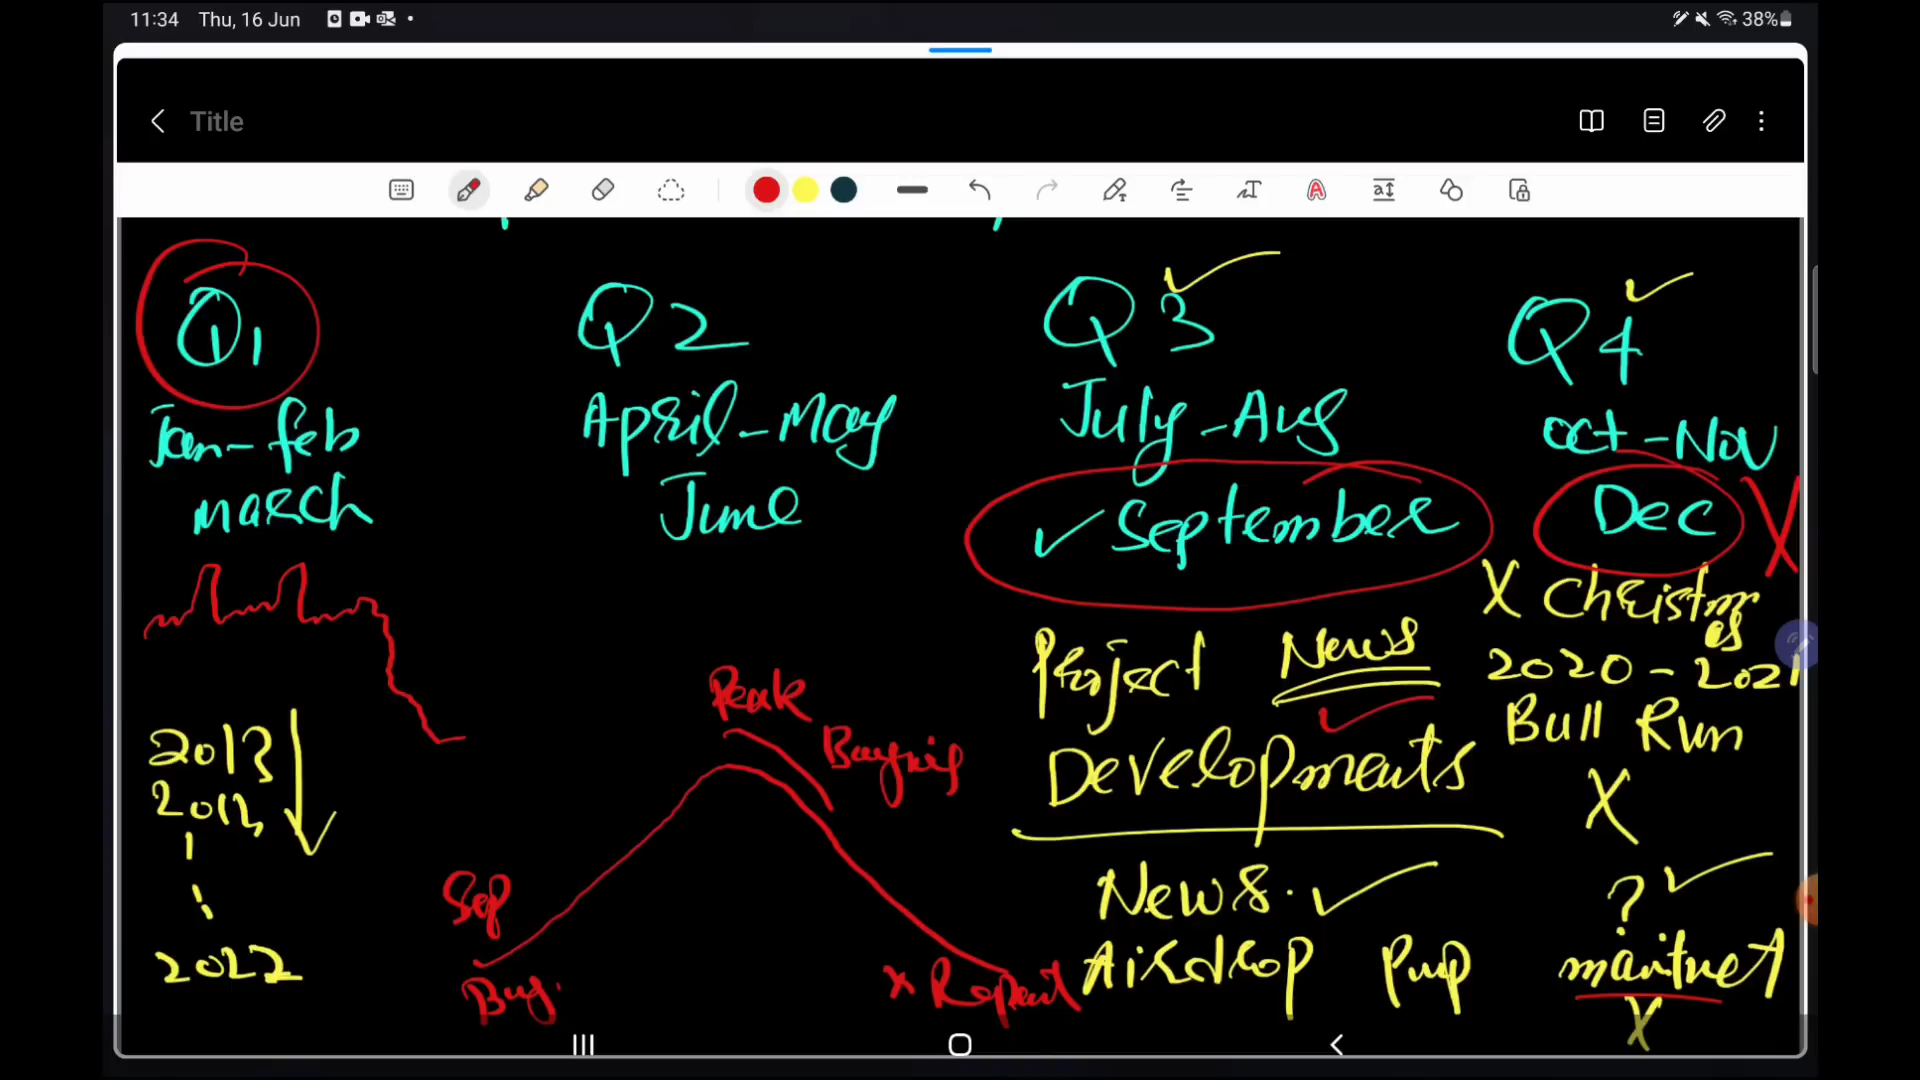 11:34 Thu, 16 Jun
38%
Title
Q1
Jan-feb
march
Q2
April-May
June
Q3
July-Aug
September
Q4
Oct-Nov
Dec
X
X Christmas
2020-2021
Bull Run
X
?
X
Project News
Developments
News.
Airdrop Pump
Peak
Buying
Sep
Buy.
x Repeat
2013
2022